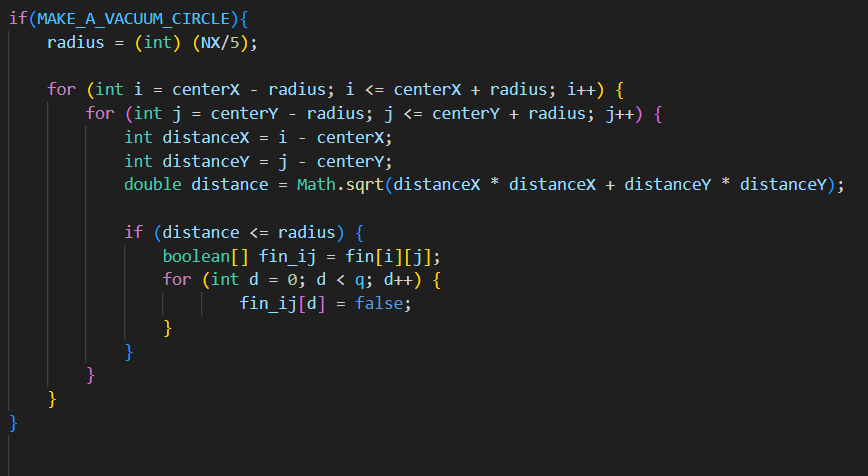 if(MAKE_A_VACUUM_CIRCLE){
radius = (int) (NX/5);
for (int i = centerX - radius; i <= centerX + radius; i++) {
for (int j = centerY - radius; j <= centerY + radius; j++) {
int distanceX = i - centerX;
int distanceY = j - centerY;
double distance = Math.sqrt(distanceX * distanceX + distanceY * distanceY);
if (distance <= radius) {
boolean[] fin_ij = fin[i][j];
for (int d = 0; d < q; d++) {
fin_ij[d] = false;
}
}
}
}
}